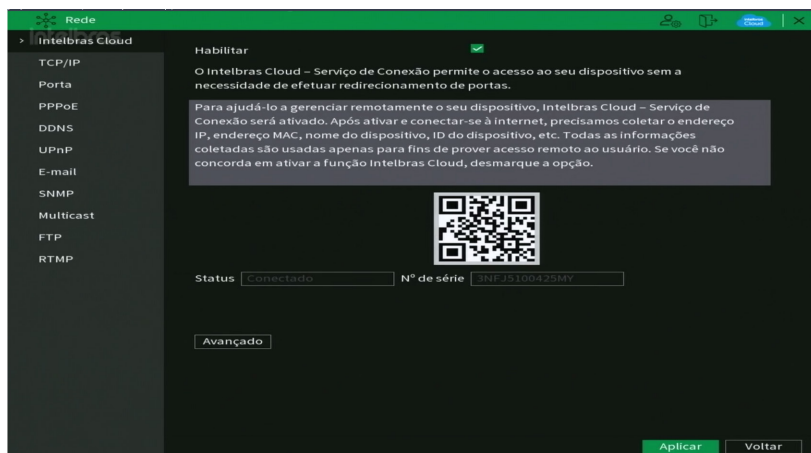 Rede
Intelbras Cloud
TCP/IP
Porta
PPPoE
DDNS
UPnP
E-mail
SNMP
Multicast
FTP
RTMP
Habilitar
O Intelbras Cloud – Serviço de Conexão permite o acesso ao seu dispositivo sem a
necessidade de efetuar redirecionamento de portas.
Para ajudá-lo a gerenciar remotamente o seu dispositivo, Intelbras Cloud – Serviço de
Conexão será ativado. Após ativar e conectar-se à internet, precisamos coletar o endereço
IP, endereço MAC, nome do dispositivo, ID do dispositivo, etc. Todas as informações
coletadas são usadas apenas para fins de prover acesso remoto ao usuário. Se você não
concorda em ativar a função Intelbras Cloud, desmarque a opção.
Status Conectado Nº de série 3NFJ5100425MY
Avançado
Aplicar Voltar